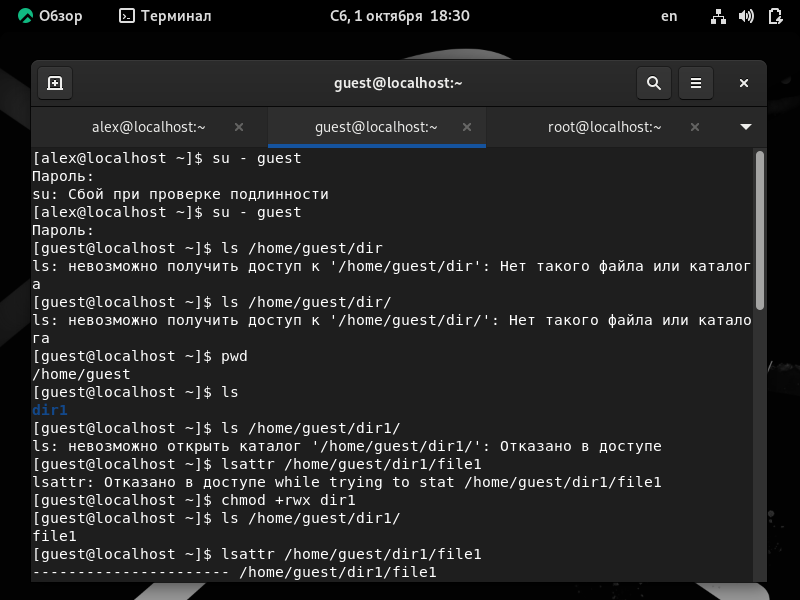 Обзор Терминал Сб, 1 октября 18:30 en
guest@localhost:~
alex@localhost:~ guest@localhost:~ root@localhost:~
[alex@localhost ~]$ su - guest
Пароль:
su: Сбой при проверке подлинности
[alex@localhost ~]$ su - guest
Пароль:
[guest@localhost ~]$ ls /home/guest/dir
ls: невозможно получить доступ к '/home/guest/dir': Нет такого файла или каталог
а
[guest@localhost ~]$ ls /home/guest/dir/
ls: невозможно получить доступ к '/home/guest/dir/': Нет такого файла или катало
га
[guest@localhost ~]$ pwd
/home/guest
[guest@localhost ~]$ ls
dir1
[guest@localhost ~]$ ls /home/guest/dir1/
ls: невозможно открыть каталог '/home/guest/dir1/': Отказано в доступе
[guest@localhost ~]$ lsattr /home/guest/dir1/file1
lsattr: Отказано в доступе while trying to stat /home/guest/dir1/file1
[guest@localhost ~]$ chmod +rwx dir1
[guest@localhost ~]$ ls /home/guest/dir1/
file1
[guest@localhost ~]$ lsattr /home/guest/dir1/file1
---------------------- /home/guest/dir1/file1